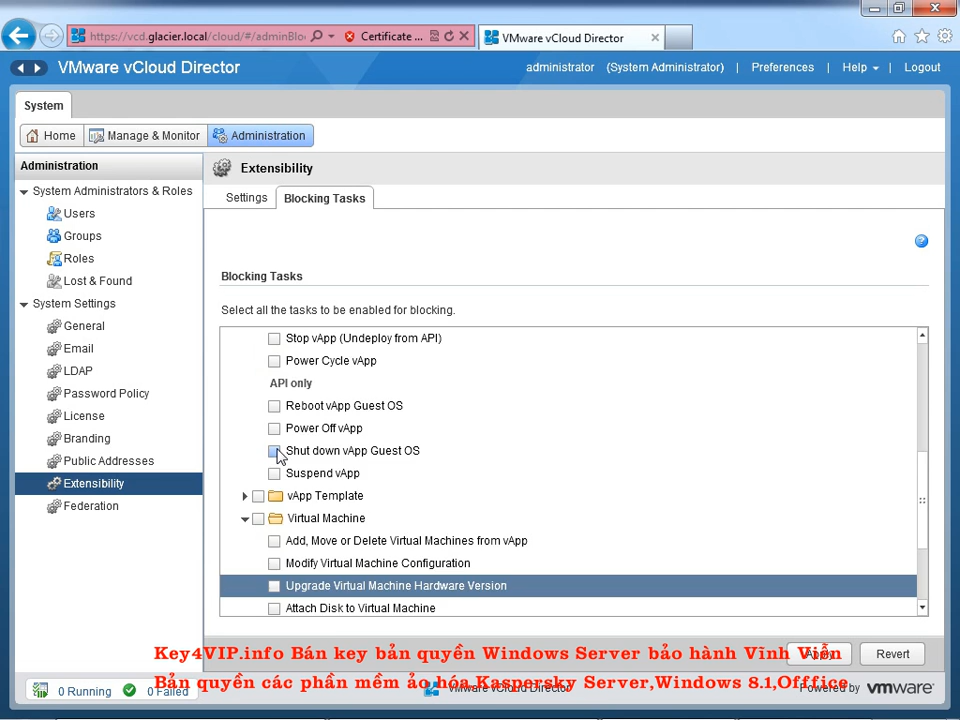 https://vcd.glacier.local/cloud/#/adminBlo
Certificate ...
VMware vCloud Director
VMware vCloud Director
administrator (System Administrator) | Preferences | Help | Logout
System
Home
Manage & Monitor
Administration
Administration
System Administrators & Roles
Users
Groups
Roles
Lost & Found
System Settings
General
Email
LDAP
Password Policy
License
Branding
Public Addresses
Extensibility
Federation
Extensibility
Settings
Blocking Tasks
Blocking Tasks
Select all the tasks to be enabled for blocking.
Stop vApp (Undeploy from API)
Power Cycle vApp
API only
Reboot vApp Guest OS
Power Off vApp
Shut down vApp Guest OS
Suspend vApp
vApp Template
Virtual Machine
Add, Move or Delete Virtual Machines from vApp
Modify Virtual Machine Configuration
Upgrade Virtual Machine Hardware Version
Attach Disk to Virtual Machine
Apply
Revert
Key4VIP.info Bán key bản quyền Windows Server bảo hành Vĩnh Viễn
Bản quyền các phần mềm ảo hóa,Kaspersky Server,Windows 8.1,Offfice
0 Running
0 Failed
VMware vCloud Director
Powered by vmware